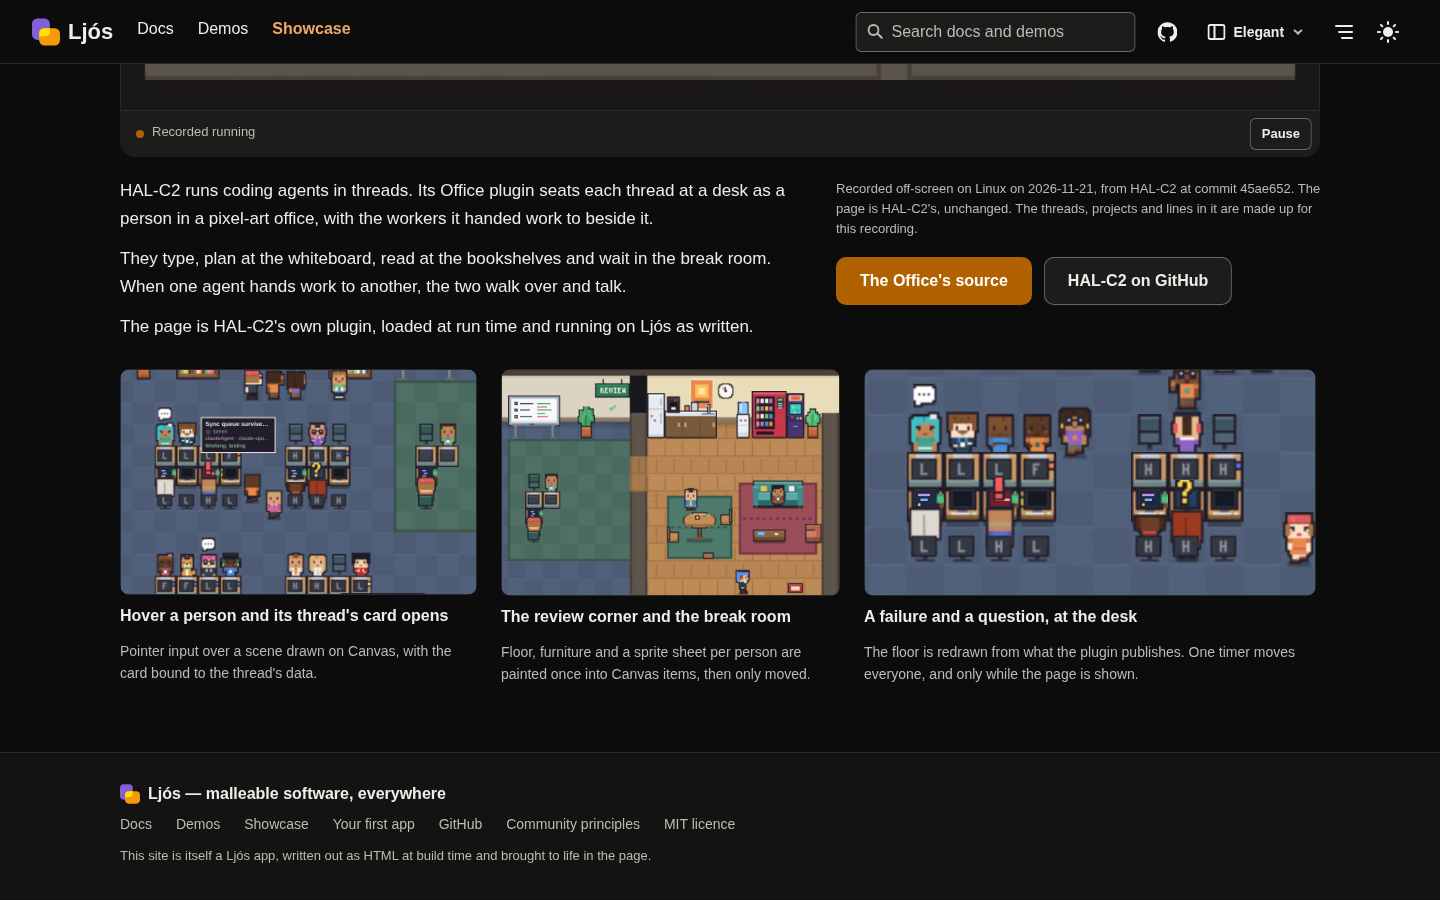 Ljós
Docs
Demos
Showcase
Search docs and demos
Elegant
Recorded running
Pause
HAL-C2 runs coding agents in threads. Its Office plugin seats each thread at a desk as a
person in a pixel-art office, with the workers it handed work to beside it.
They type, plan at the whiteboard, read at the bookshelves and wait in the break room.
When one agent hands work to another, the two walk over and talk.
The page is HAL-C2's own plugin, loaded at run time and running on Ljós as written.
Recorded off-screen on Linux on 2026-11-21, from HAL-C2 at commit 45ae652. The
page is HAL-C2's, unchanged. The threads, projects and lines in it are made up for
this recording.
The Office's source
HAL-C2 on GitHub
Sync queue survive...
Working, testing
L L L F H H H
L L L L H
F L L L H H L L
REVIEW
L L L F H H H
?
L L H L H H H
Hover a person and its thread's card opens
Pointer input over a scene drawn on Canvas, with the
card bound to the thread's data.
The review corner and the break room
Floor, furniture and a sprite sheet per person are
painted once into Canvas items, then only moved.
A failure and a question, at the desk
The floor is redrawn from what the plugin publishes. One timer moves
everyone, and only while the page is shown.
Ljós — malleable software, everywhere
Docs
Demos
Showcase
Your first app
GitHub
Community principles
MIT licence
This site is itself a Ljós app, written out as HTML at build time and brought to life in the page.